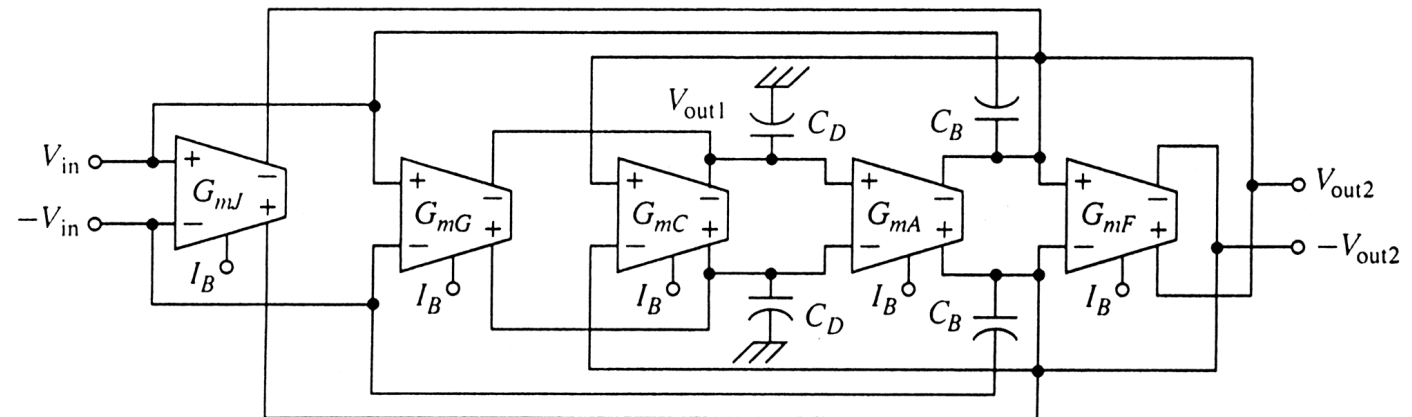 V_out1
C_D
C_B
V_in
+
−
G_mJ
+
−
−V_in
I_B
+
−
G_mG
+
−
I_B
+
−
G_mC
+
−
I_B
C_D
+
−
G_mA
+
−
I_B
C_B
+
−
G_mF
+
−
I_B
V_out2
−V_out2